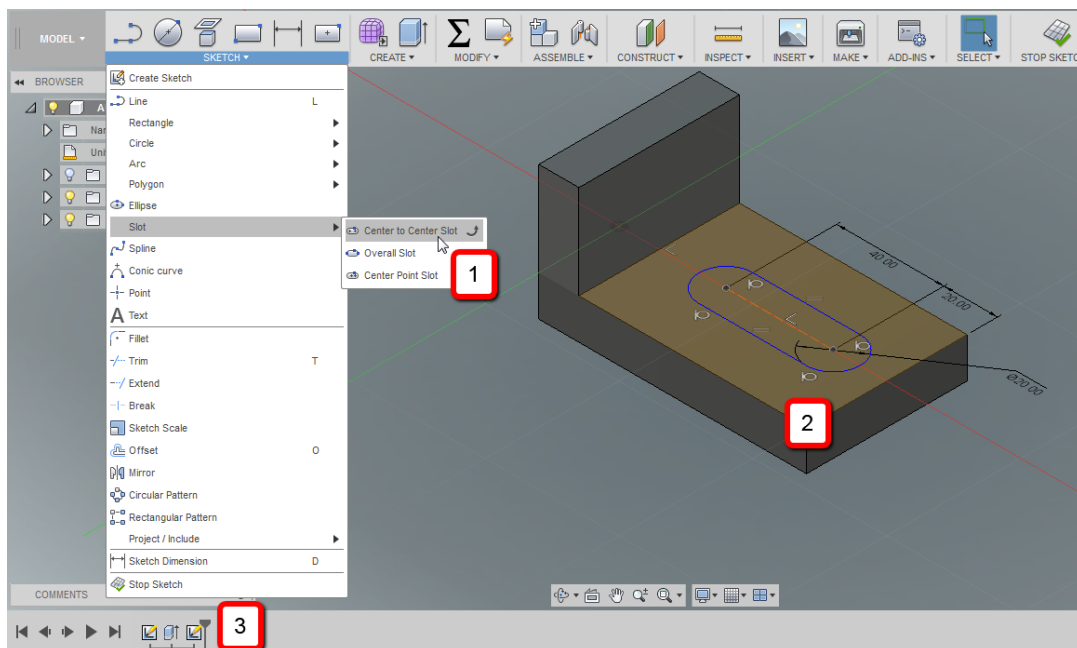 MODEL
SKETCH
CREATE
MODIFY
ASSEMBLE
CONSTRUCT
INSPECT
INSERT
MAKE
ADD-INS
SELECT
STOP SKETC
BROWSER
A
Nar
Uni
Create Sketch
Line L
Rectangle
Circle
Arc
Polygon
Ellipse
Slot
Spline
Conic curve
Point
Text
Fillet
Trim T
Extend
Break
Sketch Scale
Offset O
Mirror
Circular Pattern
Rectangular Pattern
Project / Include
Sketch Dimension D
Stop Sketch
Center to Center Slot
Overall Slot
Center Point Slot
1
40.00
20.00
Ø20.00
2
COMMENTS
3